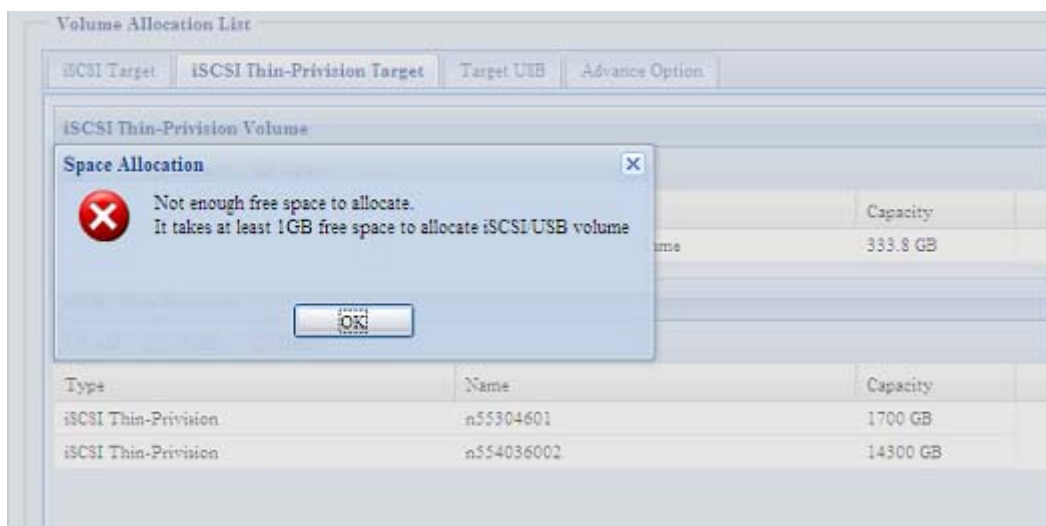 Volume Allocation List
iSCSI Target iSCSI Thin-Privision Target Target USB Advance Option
iSCSI Thin-Privision Volume
Space Allocation
Not enough free space to allocate.
It takes at least 1GB free space to allocate iSCSI/USB volume
OK
Capacity
ume 333.8 GB
Type Name Capacity
iSCSI Thin-Privision n55304601 1700 GB
iSCSI Thin-Privision n554036002 14300 GB